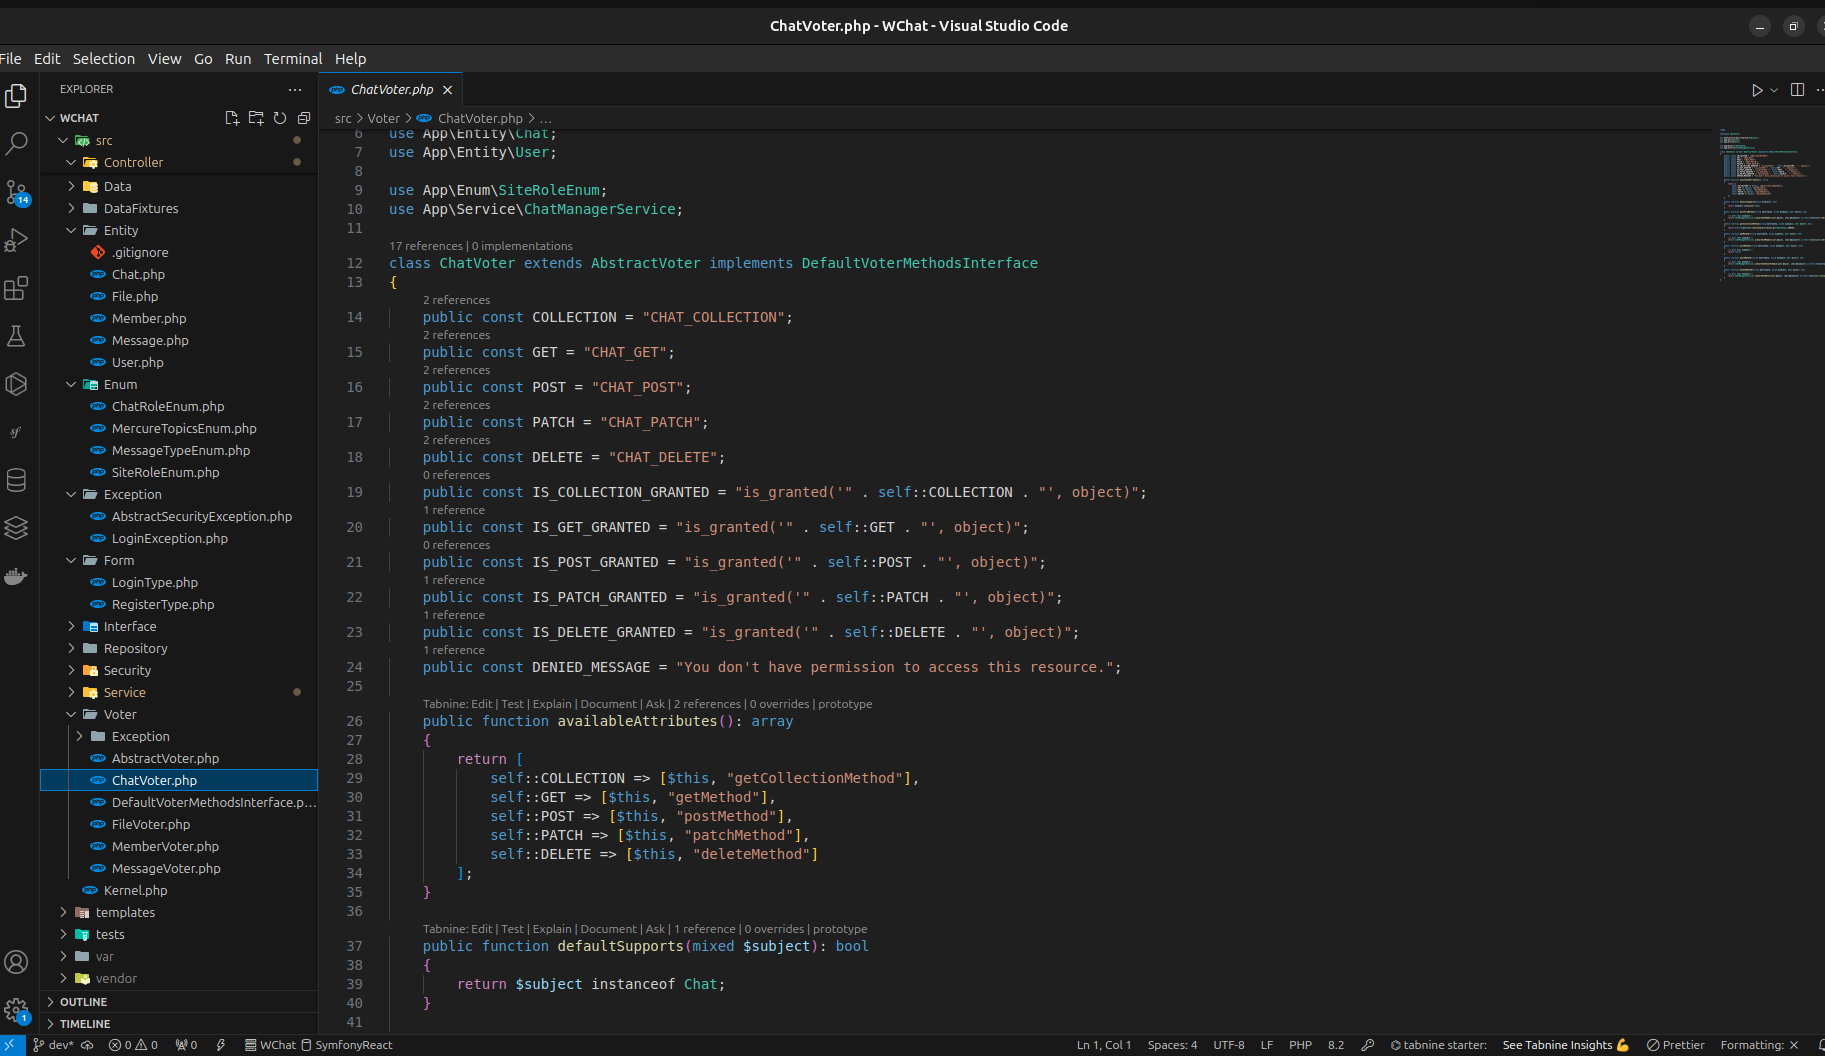 ChatVoter.php - WChat - Visual Studio Code
File Edit Selection View Go Run Terminal Help
EXPLORER
WCHAT
src
Controller
Data
DataFixtures
Entity
.gitignore
Chat.php
File.php
Member.php
Message.php
User.php
Enum
ChatRoleEnum.php
MercureTopicsEnum.php
MessageTypeEnum.php
SiteRoleEnum.php
Exception
AbstractSecurityException.php
LoginException.php
Form
LoginType.php
RegisterType.php
Interface
Repository
Security
Service
Voter
Exception
AbstractVoter.php
ChatVoter.php
DefaultVoterMethodsInterface.p...
FileVoter.php
MemberVoter.php
MessageVoter.php
Kernel.php
templates
tests
var
vendor
OUTLINE
TIMELINE
14
1
php ChatVoter.php
src > Voter > php ChatVoter.php > ...
6 use App\Entity\Chat;
7 use App\Entity\User;
8
9 use App\Enum\SiteRoleEnum;
10 use App\Service\ChatManagerService;
11
17 references | 0 implementations
12 class ChatVoter extends AbstractVoter implements DefaultVoterMethodsInterface
13 {
2 references
14 public const COLLECTION = "CHAT_COLLECTION";
2 references
15 public const GET = "CHAT_GET";
2 references
16 public const POST = "CHAT_POST";
2 references
17 public const PATCH = "CHAT_PATCH";
2 references
18 public const DELETE = "CHAT_DELETE";
0 references
19 public const IS_COLLECTION_GRANTED = "is_granted('" . self::COLLECTION . "', object)";
1 reference
20 public const IS_GET_GRANTED = "is_granted('" . self::GET . "', object)";
0 references
21 public const IS_POST_GRANTED = "is_granted('" . self::POST . "', object)";
1 reference
22 public const IS_PATCH_GRANTED = "is_granted('" . self::PATCH . "', object)";
1 reference
23 public const IS_DELETE_GRANTED = "is_granted('" . self::DELETE . "', object)";
1 reference
24 public const DENIED_MESSAGE = "You don't have permission to access this resource.";
25
Tabnine: Edit | Test | Explain | Document | Ask | 2 references | 0 overrides | prototype
26 public function availableAttributes(): array
27 {
28 return [
29 self::COLLECTION => [$this, "getCollectionMethod"],
30 self::GET => [$this, "getMethod"],
31 self::POST => [$this, "postMethod"],
32 self::PATCH => [$this, "patchMethod"],
33 self::DELETE => [$this, "deleteMethod"]
34 ];
35 }
36
Tabnine: Edit | Test | Explain | Document | Ask | 1 reference | 0 overrides | prototype
37 public function defaultSupports(mixed $subject): bool
38 {
39 return $subject instanceof Chat;
40 }
41
dev* 0 0 0 WChat SymfonyReact Ln 1, Col 1 Spaces: 4 UTF-8 LF PHP 8.2 tabnine starter: See Tabnine Insights 💪 Prettier Formatting: ×